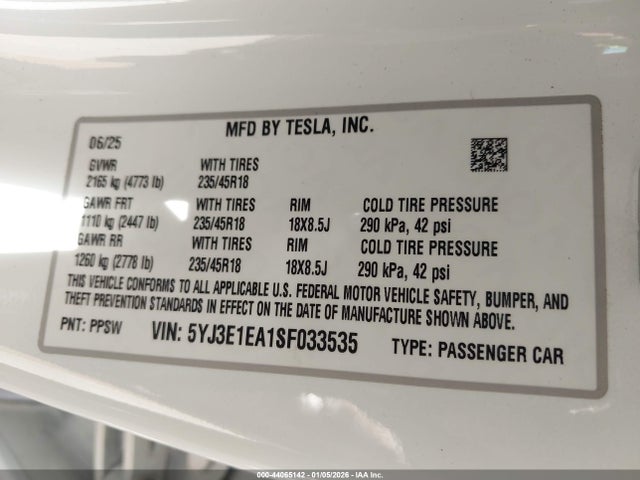 06/25 MFD BY TESLA, INC.
GVWR WITH TIRES
2165 kg (4773 lb) 235/45R18
GAWR FRT WITH TIRES RIM COLD TIRE PRESSURE
1110 kg (2447 lb) 235/45R18 18X8.5J 290 kPa, 42 psi
GAWR RR WITH TIRES RIM COLD TIRE PRESSURE
1260 kg (2778 lb) 235/45R18 18X8.5J 290 kPa, 42 psi
THIS VEHICLE CONFORMS TO ALL APPLICABLE U.S. FEDERAL MOTOR VEHICLE SAFETY, BUMPER, AND
THEFT PREVENTION STANDARDS IN EFFECT ON THE DATE OF MANUFACTURE SHOWN ABOVE.
PNT: PPSW VIN: 5YJ3E1EA1SF033535 TYPE: PASSENGER CAR
000-44065142 - 01/05/2026 - IAAI Inc.